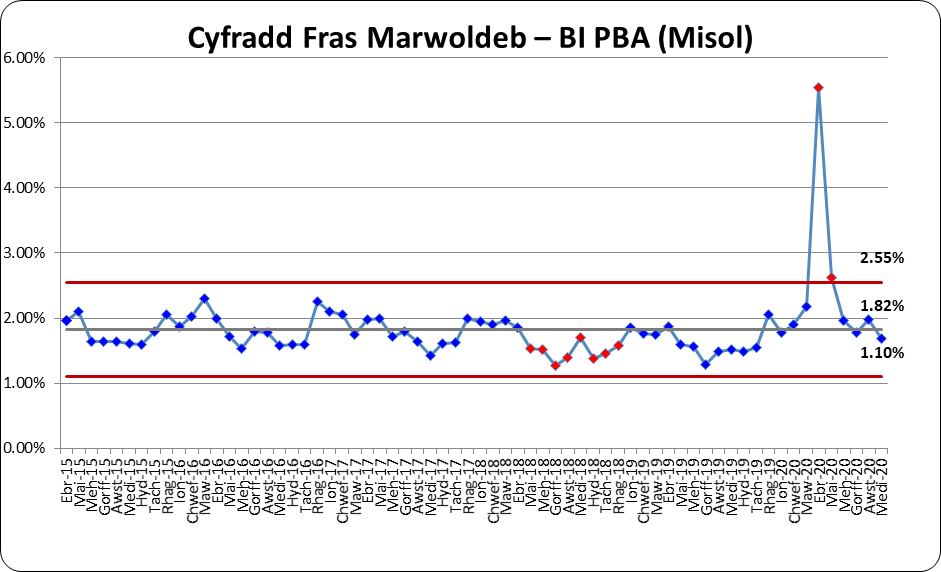 Cyfradd Fras Marwoldeb – BI PBA (Misol)
6.00%
5.00%
4.00%
3.00%
2.00%
1.00%
0.00%
2.55%
1.82%
1.10%
Ebr-15
Mai-15
Meh-15
Gorff-15
Awst-15
Medi-15
Hyd-15
Tach-15
Rhag-15
Ion-16
Chwef-16
Maw-16
Ebr-16
Mai-16
Meh-16
Gorff-16
Awst-16
Medi-16
Hyd-16
Tach-16
Rhag-16
Ion-17
Chwef-17
Maw-17
Ebr-17
Mai-17
Meh-17
Gorff-17
Awst-17
Medi-17
Hyd-17
Tach-17
Rhag-17
Ion-18
Chwef-18
Maw-18
Ebr-18
Mai-18
Meh-18
Gorff-18
Awst-18
Medi-18
Hyd-18
Tach-18
Rhag-18
Ion-19
Chwef-19
Maw-19
Ebr-19
Mai-19
Meh-19
Gorff-19
Awst-19
Medi-19
Hyd-19
Tach-19
Rhag-19
Ion-20
Chwef-20
Maw-20
Ebr-20
Mai-20
Meh-20
Gorff-20
Awst-20
Medi-20